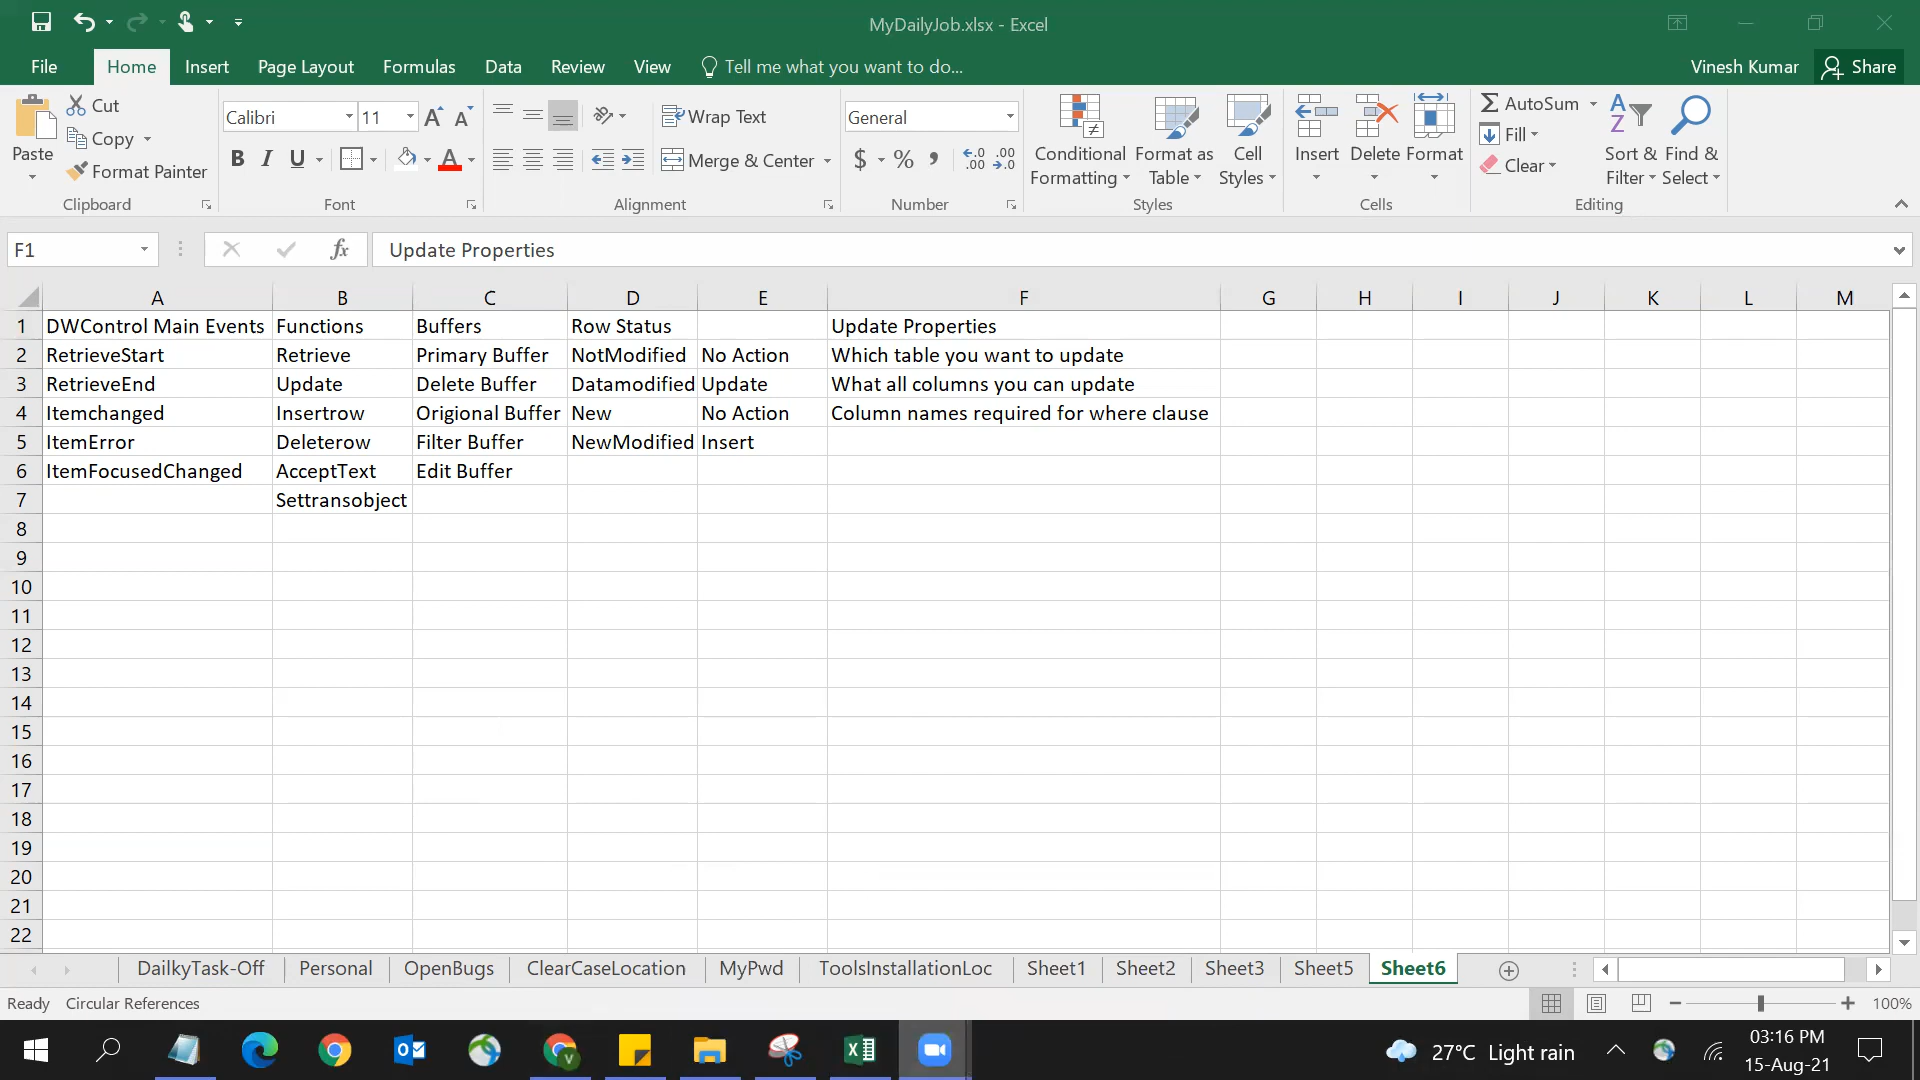 MyDailyJob.xlsx - Excel
File Home Insert Page Layout Formulas Data Review View Tell me what you want to do... Vinesh Kumar Share
Paste
Cut
Copy
Format Painter
Clipboard
Calibri 11
B I U
Font
Wrap Text
Merge & Center
Alignment
General
$ % , .00 .00
Number
Conditional Formatting
Format as Table
Cell Styles
Styles
Insert Delete Format
Cells
AutoSum
Fill
Clear
Sort & Filter
Find & Select
Editing
F1 fx Update Properties
A B C D E F G H I J K L M
1 DWControl Main Events Functions Buffers Row Status Update Properties
2 RetrieveStart Retrieve Primary Buffer NotModified No Action Which table you want to update
3 RetrieveEnd Update Delete Buffer Datamodified Update What all columns you can update
4 Itemchanged Insertrow Origional Buffer New No Action Column names required for where clause
5 ItemError Deleterow Filter Buffer NewModified Insert
6 ItemFocusedChanged AcceptText Edit Buffer
7 Settransobject
8
9
10
11
12
13
14
15
16
17
18
19
20
21
22
DailkyTask-Off Personal OpenBugs ClearCaseLocation MyPwd ToolsInstallationLoc Sheet1 Sheet2 Sheet3 Sheet5 Sheet6
Ready Circular References 100%
27°C Light rain
03:16 PM
15-Aug-21